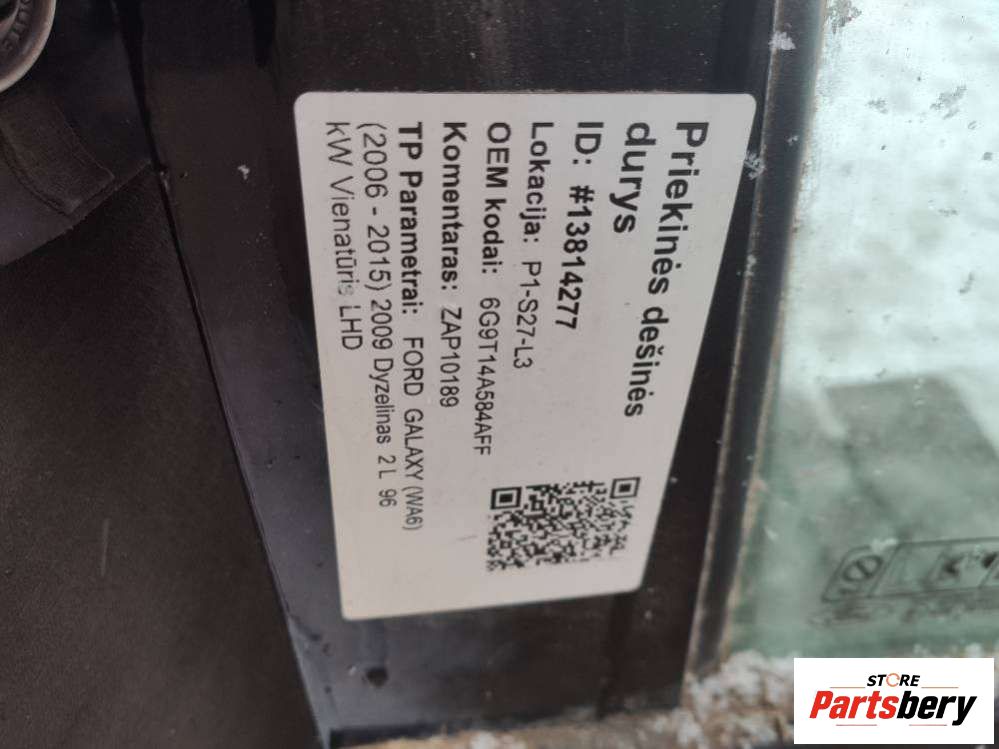 Priekinės dešinės
durys
ID: #13814277
Lokacija: P1-S27-L3
OEM kodai: 6G9T14A584AFF
Komentaras: ZAP10189
TP Parametrai: FORD GALAXY (WA6)
(2006 - 2015) 2009 Dyzelinas 2 L 96
kW Vienatūris LHD
STORE
Partsbery